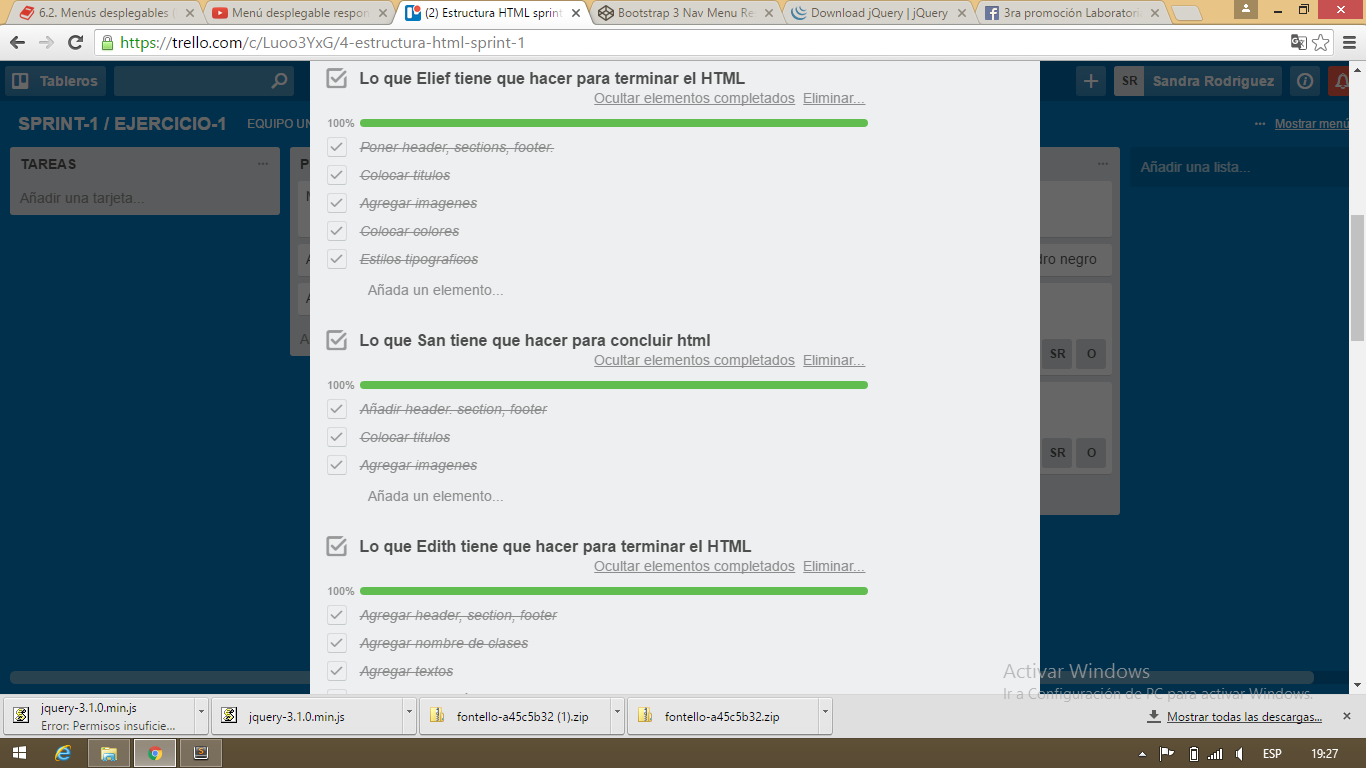 6.2. Menús desplegables (
Menú desplegable respon
(2) Estructura HTML sprint
Bootstrap 3 Nav Menu Re
Download jQuery | jQuery
3ra promoción Laboratori
https://trello.com/c/Luoo3YxG/4-estructura-html-sprint-1
Tableros
SR
Sandra Rodriguez
SPRINT-1 / EJERCICIO-1
EQUIPO UN
Mostrar menú
TAREAS
Añadir una tarjeta...
Añadir una lista...
dro negro
SR O
SR O
Lo que Elief tiene que hacer para terminar el HTML
Ocultar elementos completados Eliminar...
100%
Poner header, sections, footer.
Colocar titulos
Agregar imagenes
Colocar colores
Estilos tipograficos
Añada un elemento...
Lo que San tiene que hacer para concluir html
Ocultar elementos completados Eliminar...
100%
Añadir header. section, footer
Colocar titulos
Agregar imagenes
Añada un elemento...
Lo que Edith tiene que hacer para terminar el HTML
Ocultar elementos completados Eliminar...
100%
Agregar header, section, footer
Agregar nombre de clases
Agregar textos
Activar Windows
Ir a Configuración de PC para activar Windows.
jquery-3.1.0.min.js
Error: Permisos insuficie...
jquery-3.1.0.min.js
fontello-a45c5b32 (1).zip
fontello-a45c5b32.zip
Mostrar todas las descargas...
ESP
19:27